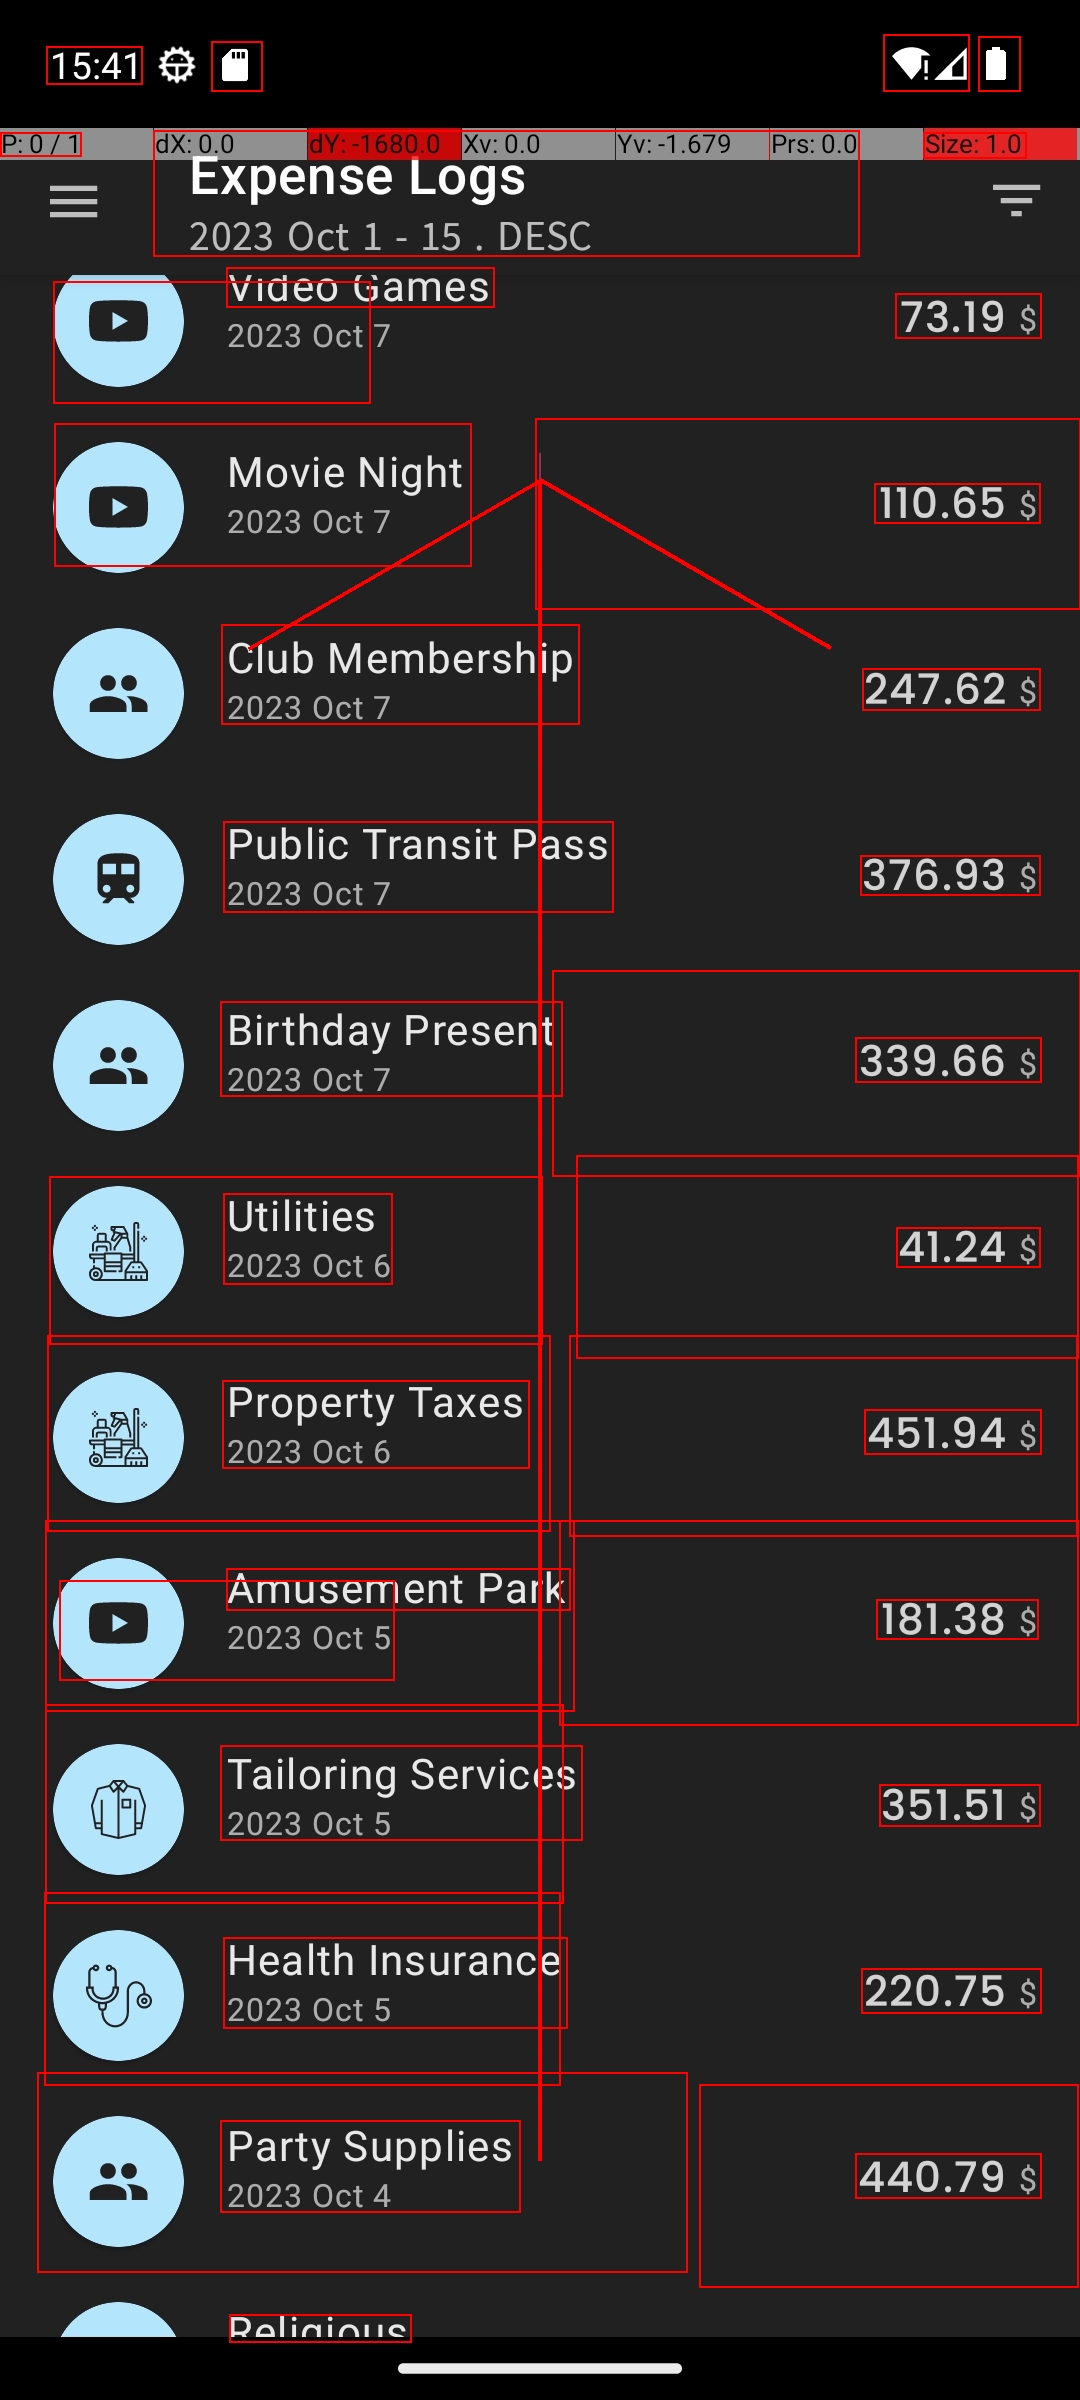 15:41
P: 0 / 1
dX: 0.0
dY: -1680.0
Xv: 0.0
Yv: -1.679
Prs: 0.0
Size: 1.0
Expense Logs
2023 Oct 1 - 15 . DESC
Video Games
2023 Oct 7
73.19 $
Movie Night
2023 Oct 7
110.65 $
Club Membership
2023 Oct 7
247.62 $
Public Transit Pass
2023 Oct 7
376.93 $
Birthday Present
2023 Oct 7
339.66 $
Utilities
2023 Oct 6
41.24 $
Property Taxes
2023 Oct 6
451.94 $
Amusement Park
2023 Oct 5
181.38 $
Tailoring Services
2023 Oct 5
351.51 $
Health Insurance
2023 Oct 5
220.75 $
Party Supplies
2023 Oct 4
440.79 $
Religious